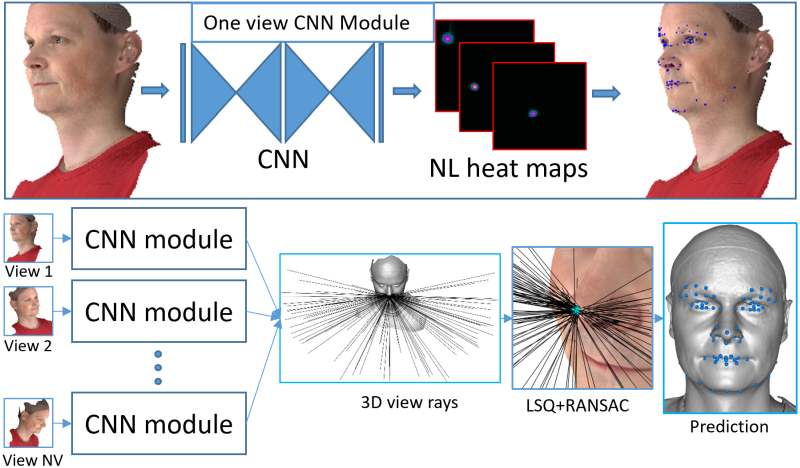 One view CNN Module
CNN
NL heat maps
CNN module
View 1
CNN module
View 2
CNN module
View NV
3D view rays
LSQ+RANSAC
Prediction